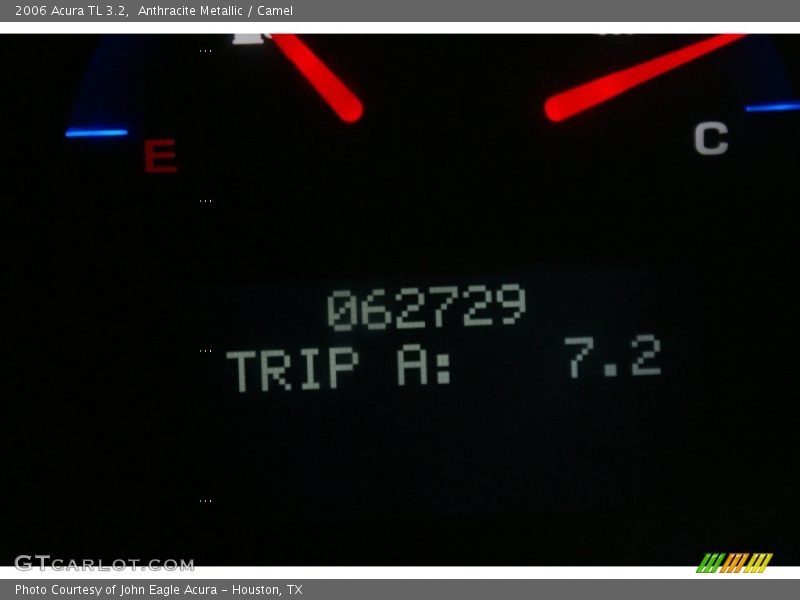 2006 Acura TL 3.2, Anthracite Metallic / Camel
E
C
062729
TRIP A: 7.2
GTCARLOT.COM
Photo Courtesy of John Eagle Acura - Houston, TX